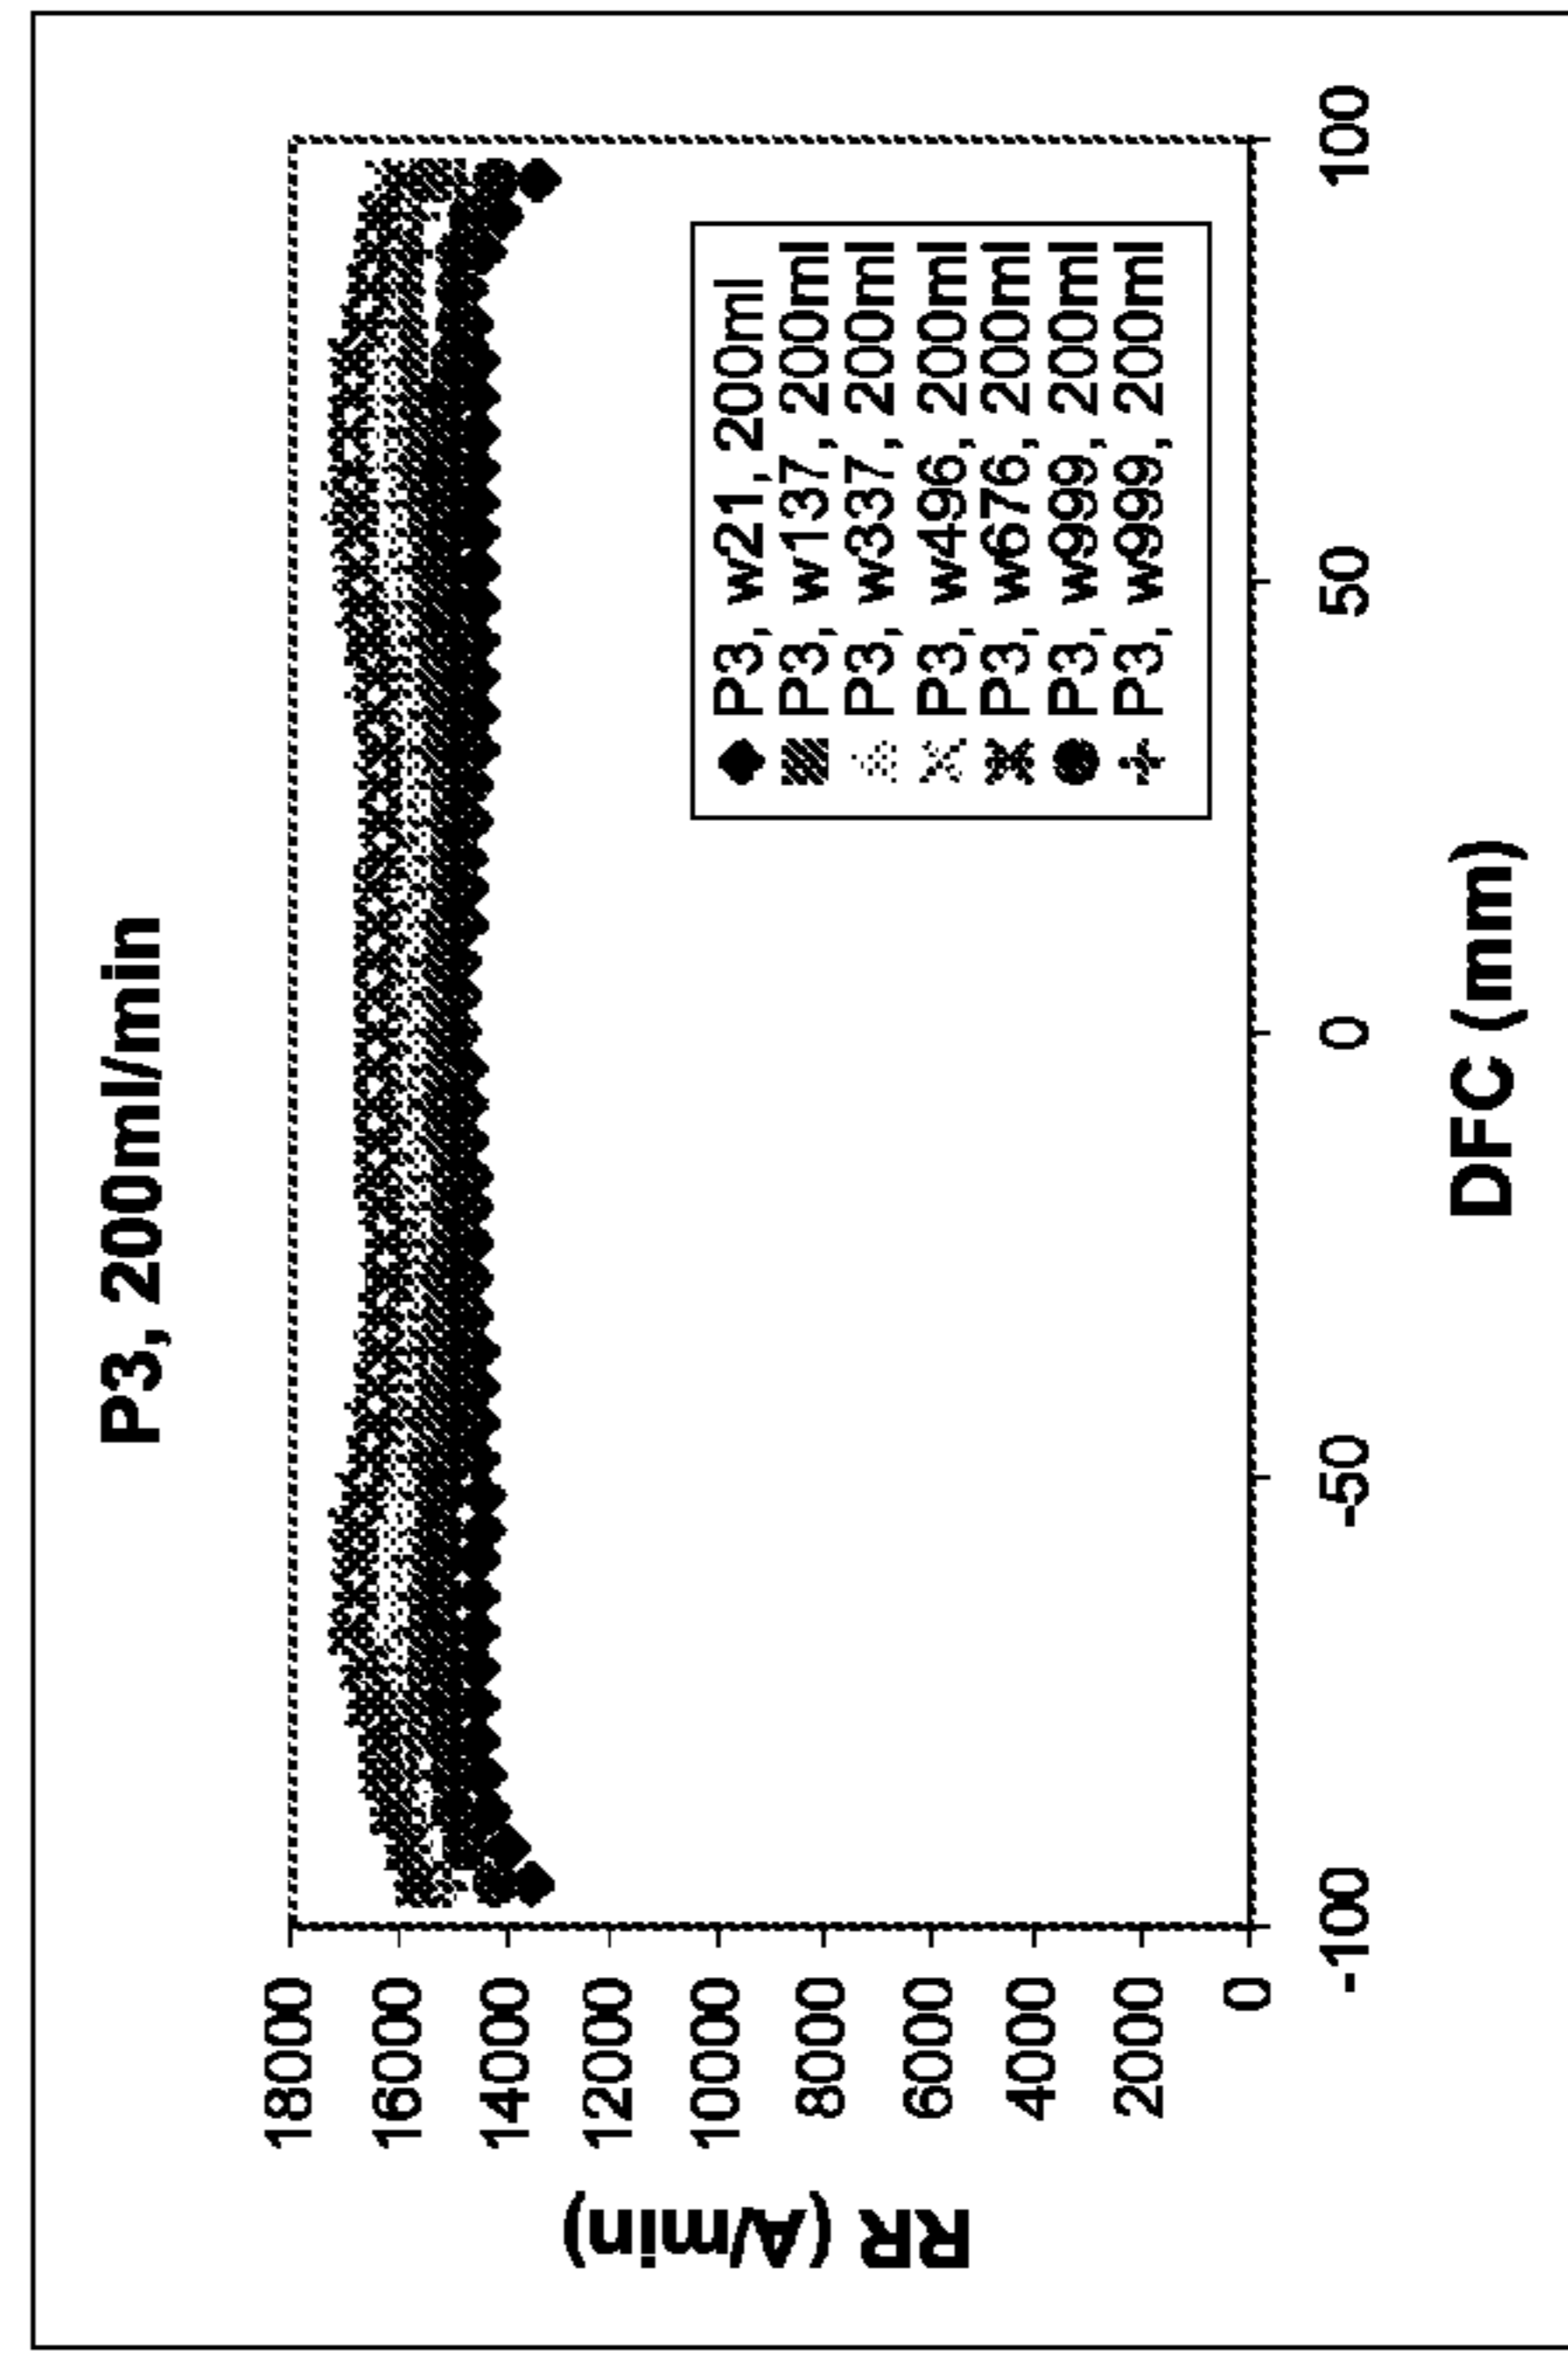 P3, 200ml/min
RR (A/min)
18000
16000
14000
12000
10000
8000
6000
4000
2000
0
P3, w21, 200ml
P3, w137, 200ml
P3, w337, 200ml
P3, w496, 200ml
P3, w676, 200ml
P3, w999, 200ml
P3, w999, 200ml
-100
-50
0
50
100
DFC (mm)